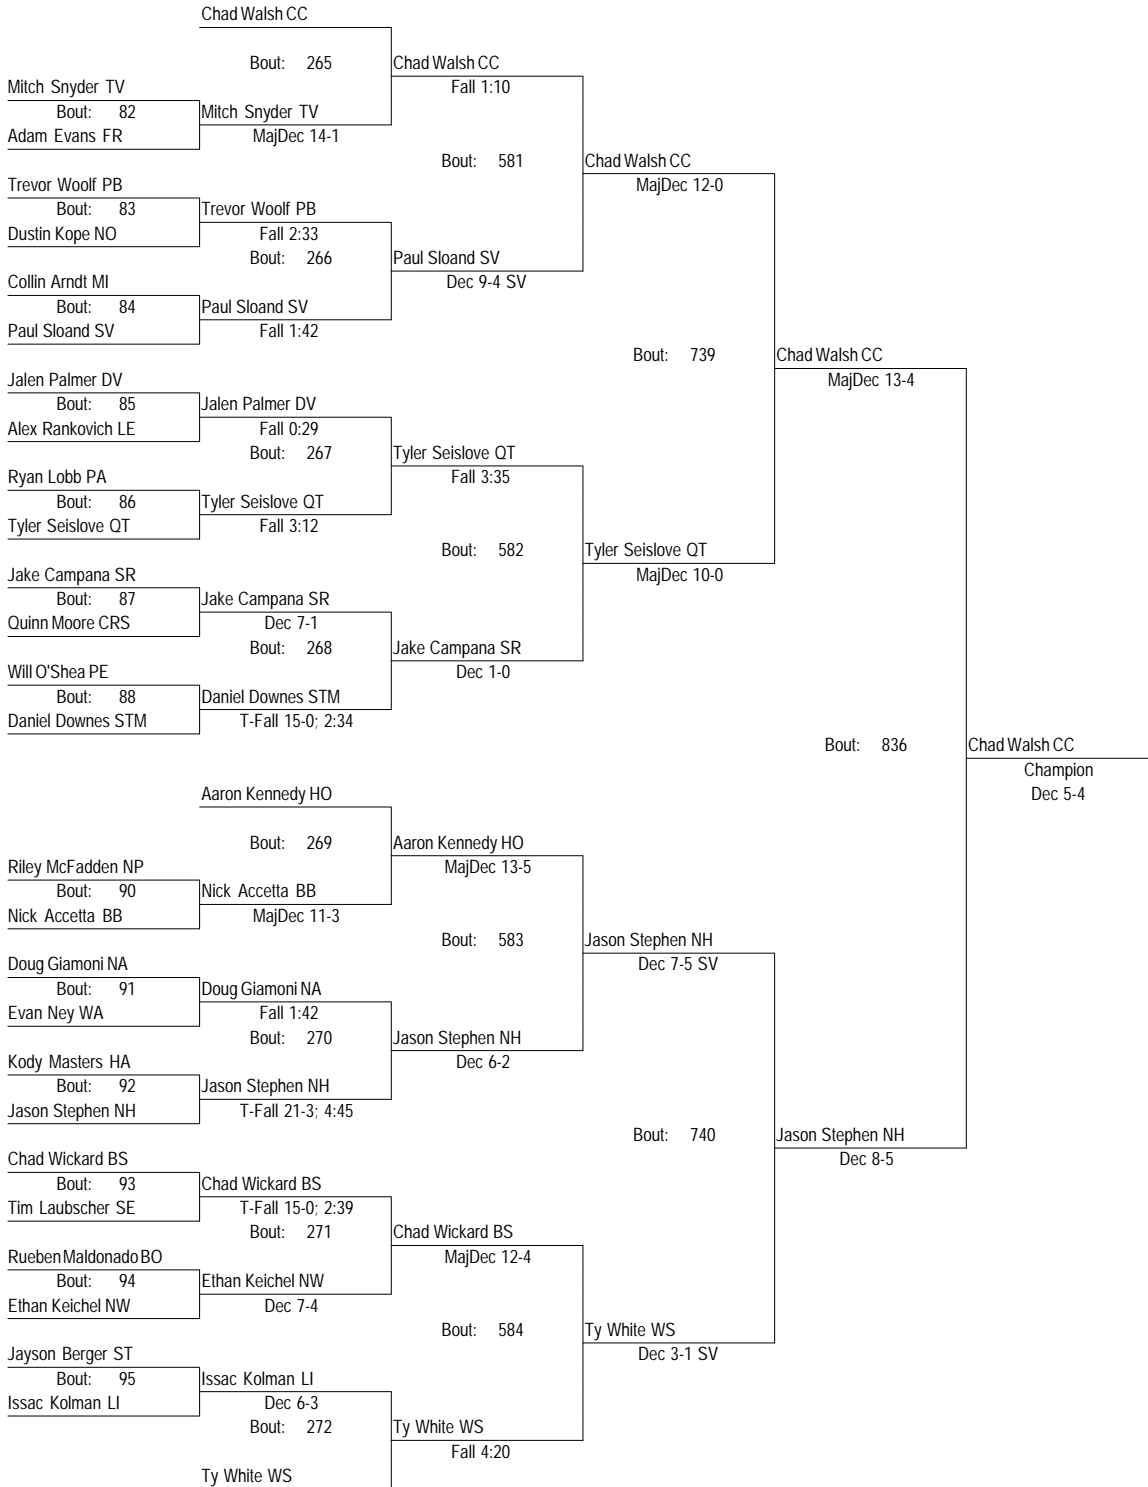 Chad Walsh CC
Bout: 265
Chad Walsh CC
Fall 1:10
Mitch Snyder TV
Bout: 82
Mitch Snyder TV
Adam Evans FR
MajDec 14-1
Bout: 581
Chad Walsh CC
MajDec 12-0
Trevor Woolf PB
Bout: 83
Trevor Woolf PB
Dustin Kope NO
Fall 2:33
Bout: 266
Paul Sloand SV
Dec 9-4 SV
Collin Arndt MI
Bout: 84
Paul Sloand SV
Paul Sloand SV
Fall 1:42
Bout: 739
Chad Walsh CC
MajDec 13-4
Jalen Palmer DV
Bout: 85
Jalen Palmer DV
Alex Rankovich LE
Fall 0:29
Bout: 267
Tyler Seislove QT
Fall 3:35
Ryan Lobb PA
Bout: 86
Tyler Seislove QT
Tyler Seislove QT
Fall 3:12
Bout: 582
Tyler Seislove QT
MajDec 10-0
Jake Campana SR
Bout: 87
Jake Campana SR
Quinn Moore CRS
Dec 7-1
Bout: 268
Jake Campana SR
Dec 1-0
Will O'Shea PE
Bout: 88
Daniel Downes STM
Daniel Downes STM
T-Fall 15-0; 2:34
Bout: 836
Chad Walsh CC
Champion
Dec 5-4
Aaron Kennedy HO
Bout: 269
Aaron Kennedy HO
MajDec 13-5
Riley McFadden NP
Bout: 90
Nick Accetta BB
Nick Accetta BB
MajDec 11-3
Bout: 583
Jason Stephen NH
Dec 7-5 SV
Doug Giamoni NA
Bout: 91
Doug Giamoni NA
Evan Ney WA
Fall 1:42
Bout: 270
Jason Stephen NH
Dec 6-2
Kody Masters HA
Bout: 92
Jason Stephen NH
Jason Stephen NH
T-Fall 21-3; 4:45
Bout: 740
Jason Stephen NH
Dec 8-5
Chad Wickard BS
Bout: 93
Chad Wickard BS
Tim Laubscher SE
T-Fall 15-0; 2:39
Bout: 271
Chad Wickard BS
MajDec 12-4
Rueben Maldonado BO
Bout: 94
Ethan Keichel NW
Ethan Keichel NW
Dec 7-4
Bout: 584
Ty White WS
Dec 3-1 SV
Jayson Berger ST
Bout: 95
Issac Kolman LI
Issac Kolman LI
Dec 6-3
Bout: 272
Ty White WS
Fall 4:20
Ty White WS